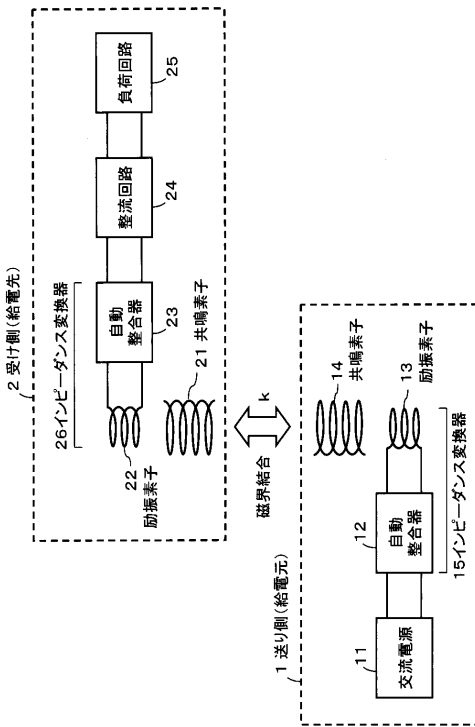 2 受け側(給電先)
26インピーダンス変換器
22
励振素子
自動
整合器
23
整流回路
24
負荷回路
25
21 共鳴素子
磁界結合
k
1 送り側(給電元)
11
交流電源
12
自動
整合器
14
共鳴素子
13
励振素子
15インピーダンス変換器